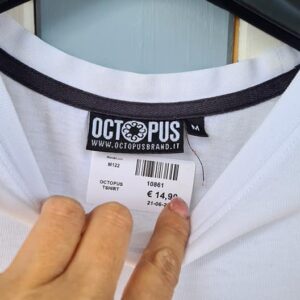 OCTOPUS
M
WWW.OCTOPUSBRAND.IT
M122
10861
OCTOPUS
TSHIRT
€ 14,90